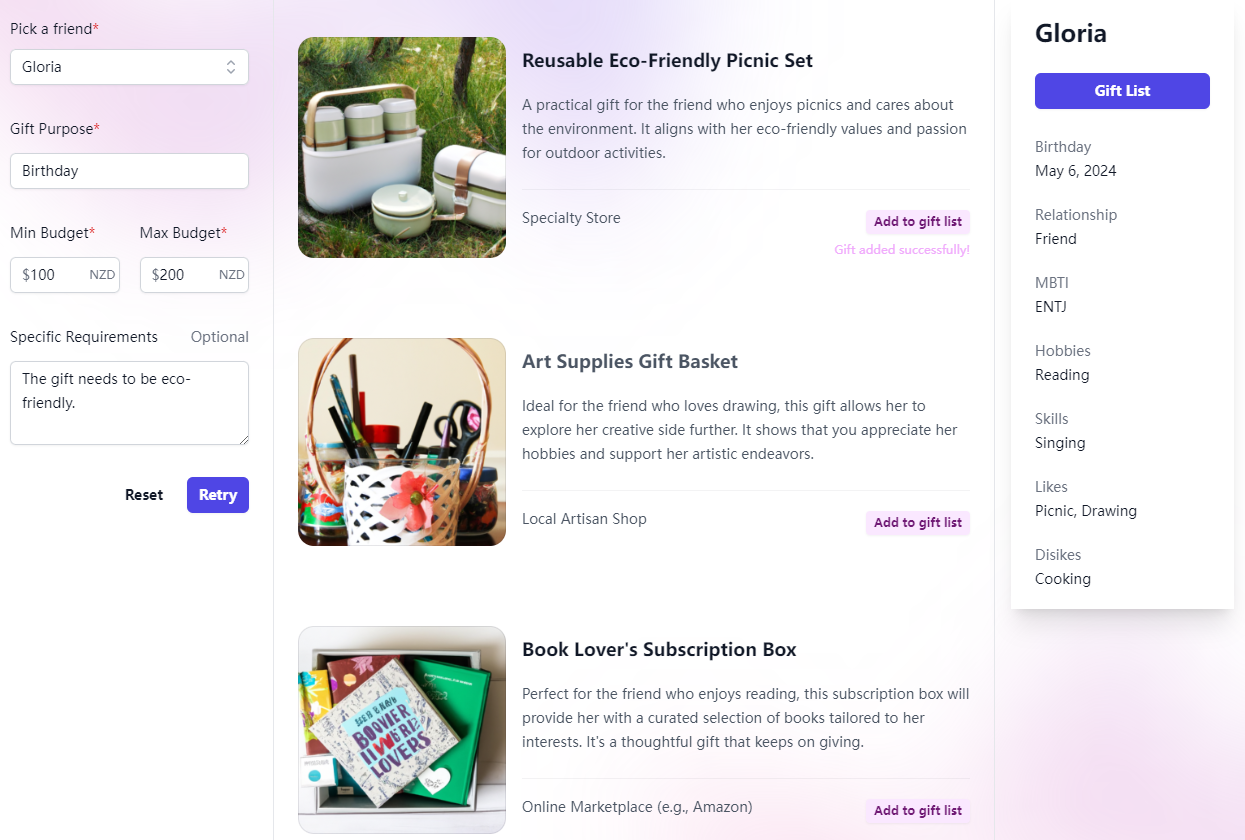 Pick a friend*
Gloria
Gift Purpose*
Birthday
Min Budget*
Max Budget*
$100 NZD
$200 NZD
Specific Requirements
Optional
The gift needs to be eco-
friendly.
Reset
Retry
Reusable Eco-Friendly Picnic Set
A practical gift for the friend who enjoys picnics and cares about
the environment. It aligns with her eco-friendly values and passion
for outdoor activities.
Specialty Store
Add to gift list
Gift added successfully!
Art Supplies Gift Basket
Ideal for the friend who loves drawing, this gift allows her to
explore her creative side further. It shows that you appreciate her
hobbies and support her artistic endeavors.
Local Artisan Shop
Add to gift list
BOOVIER
LOVERS
Book Lover's Subscription Box
Perfect for the friend who enjoys reading, this subscription box will
provide her with a curated selection of books tailored to her
interests. It's a thoughtful gift that keeps on giving.
Online Marketplace (e.g., Amazon)
Add to gift list
Gloria
Gift List
Birthday
May 6, 2024
Relationship
Friend
MBTI
ENTJ
Hobbies
Reading
Skills
Singing
Likes
Picnic, Drawing
Disikes
Cooking